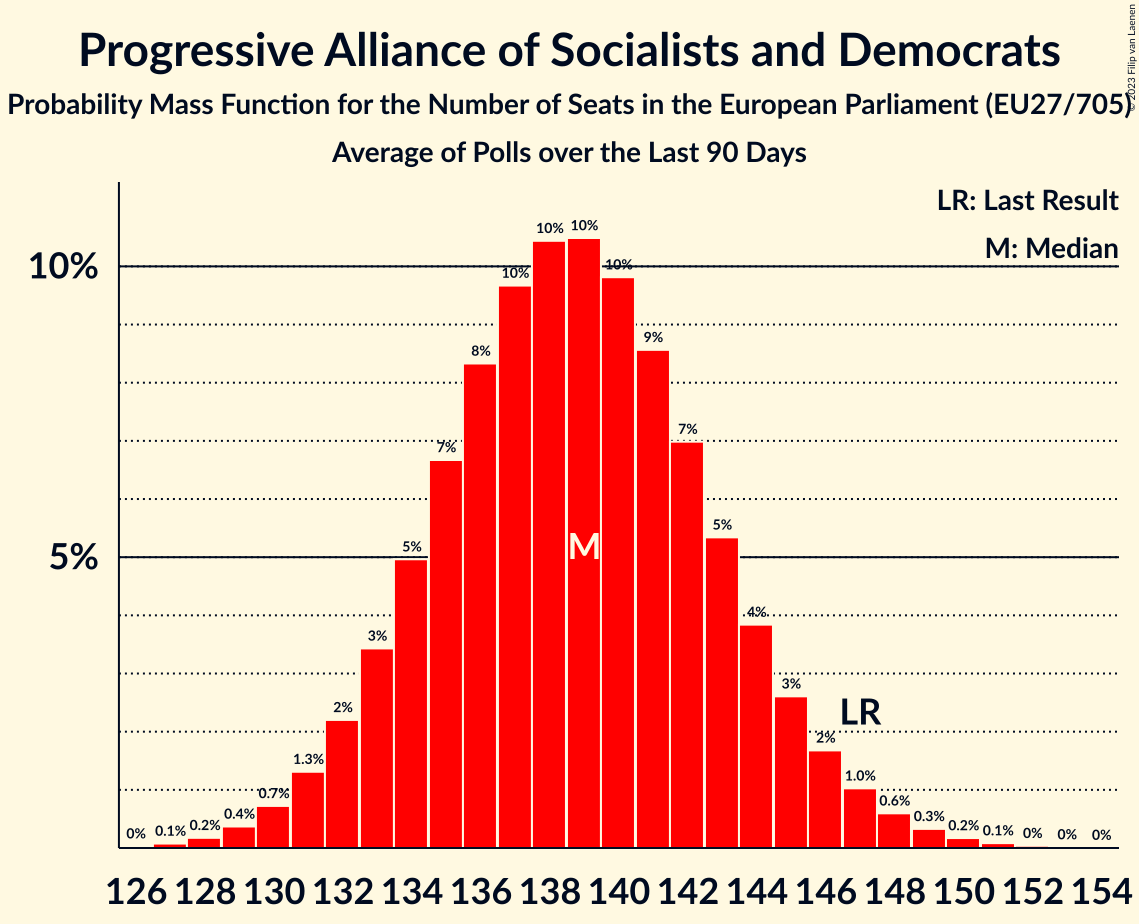 Progressive Alliance of Socialists and Democrats
Probability Mass Function for the Number of Seats in the European Parliament (EU27/705)
Average of Polls over the Last 90 Days
© 2023 Filip van Laenen
LR: Last Result
M: Median
10%
5%
0% 0.1% 0.2% 0.4% 0.7% 1.3% 2% 3% 5% 7% 8% 10% 10% 10% 10% 9% 7% 5% 4% 3% 2% 1.0% 0.6% 0.3% 0.2% 0.1% 0% 0% 0%
M
LR
126 128 130 132 134 136 138 140 142 144 146 148 150 152 154